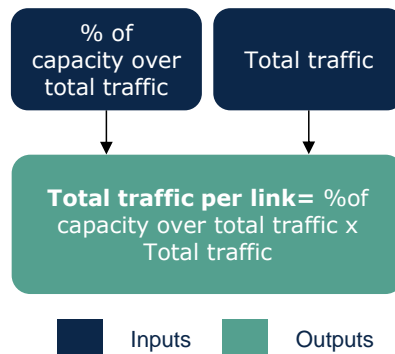 % of
capacity over
total traffic
Total traffic
Total traffic per link= %of
capacity over total traffic x
Total traffic
Inputs
Outputs